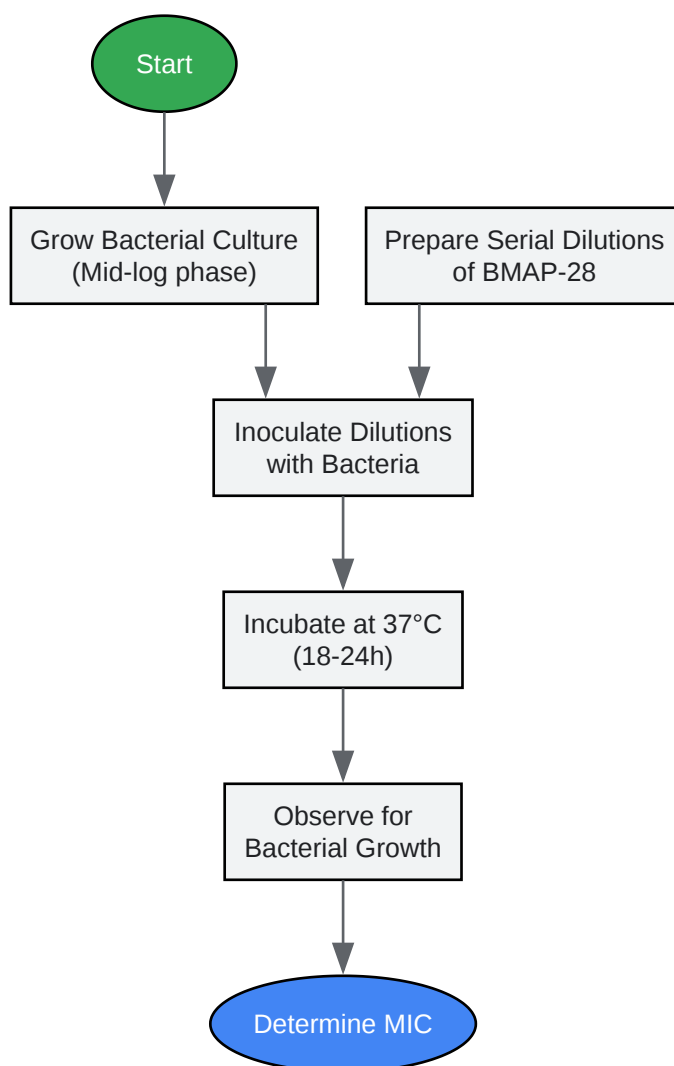 Start
Grow Bacterial Culture
(Mid-log phase)
Prepare Serial Dilutions
of BMAP-28
Inoculate Dilutions
with Bacteria
Incubate at 37°C
(18-24h)
Observe for
Bacterial Growth
Determine MIC